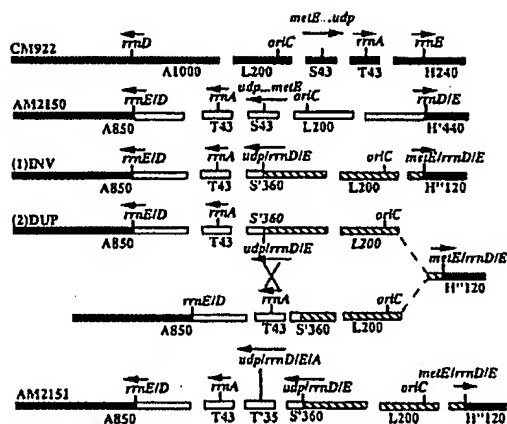 metE...udp
CM922 rrnD oriC rrnA rrnE
A1000 L200 S43 T43 H240
udp...metE
AM2150 rrnE/D rrnA oriC rrnD/E
A850 T43 S43 L200 H'440
(1)INV rrnE/D rrnA udp/rrnD/E oriC metE/rrnD/E
A850 T43 S'360 L200 H"120
(2)DUP rrnE/D rrnA S'360 oriC
A850 T43 L200
udp/rrnD/E metE/rrnD/E
H"120
rrnE/D rrnA oriC
A850 T43 S'360 L200
udp/rrnD/E/A
AM2151 rrnE/D rrnA udp/rrnD/E oriC metE/rrnD/E
A850 T43 T'35 S'360 L200 H"120